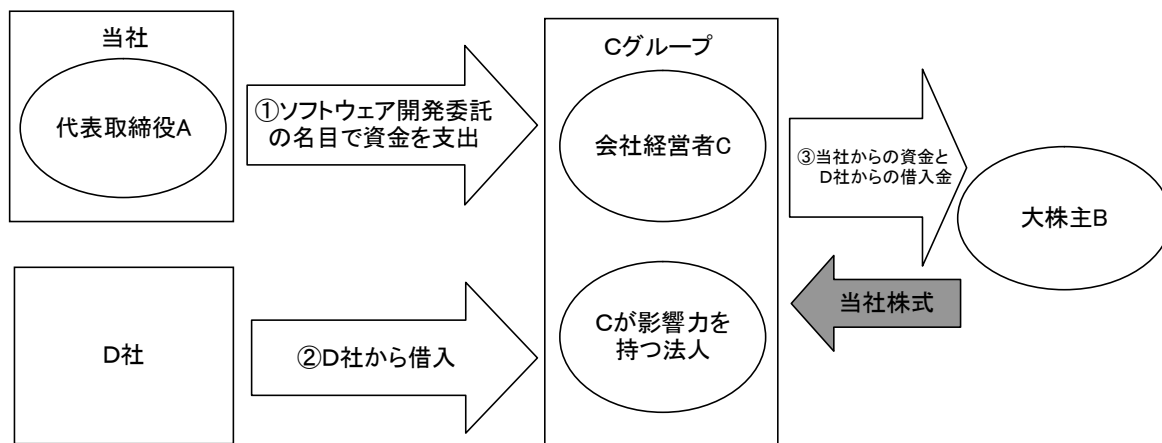 当社
代表取締役A
①ソフトウェア開発委託
の名目で資金を支出
Cグループ
会社経営者C
③当社からの資金と
D社からの借入金
大株主B
D社
②D社から借入
Cが影響力を
持つ法人
当社株式